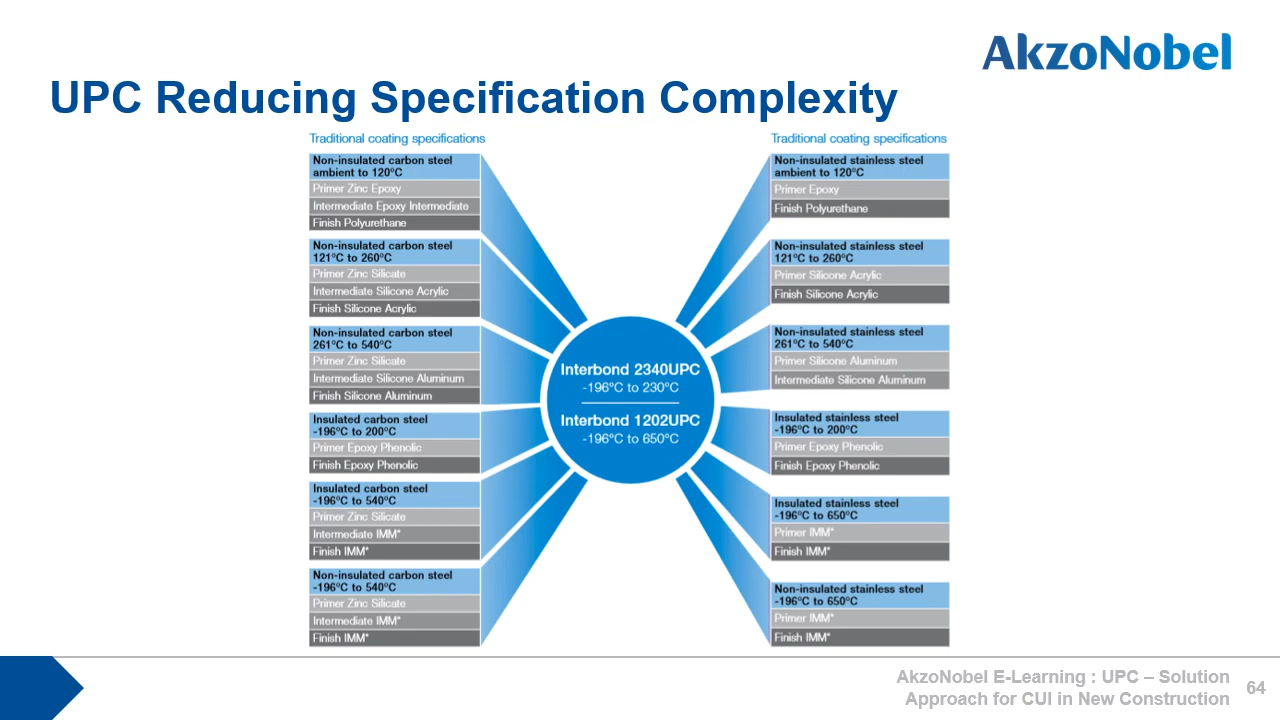 AkzoNobel
UPC Reducing Specification Complexity
Traditional coating specifications
Non-insulated carbon steel
ambient to 120°C
Primer Zinc Epoxy
Intermediate Epoxy Intermediate
Finish Polyurethane
Non-insulated carbon steel
121°C to 260°C
Primer Zinc Silicate
Intermediate Silicone Acrylic
Finish Silicone Acrylic
Non-insulated carbon steel
261°C to 540°C
Primer Zinc Silicate
Intermediate Silicone Aluminum
Finish Silicone Aluminum
Insulated carbon steel
-196°C to 200°C
Primer Epoxy Phenolic
Finish Epoxy Phenolic
Insulated carbon steel
-196°C to 540°C
Primer Zinc Silicate
Intermediate IMM*
Finish IMM*
Non-insulated carbon steel
-196°C to 540°C
Primer Zinc Silicate
Intermediate IMM*
Finish IMM*
Interbond 2340UPC
-196°C to 230°C
Interbond 1202UPC
-196°C to 650°C
Traditional coating specifications
Non-insulated stainless steel
ambient to 120°C
Primer Epoxy
Finish Polyurethane
Non-insulated stainless steel
121°C to 260°C
Primer Silicone Acrylic
Finish Silicone Acrylic
Non-insulated stainless steel
261°C to 540°C
Primer Silicone Aluminum
Intermediate Silicone Aluminum
Insulated stainless steel
-196°C to 200°C
Primer Epoxy Phenolic
Finish Epoxy Phenolic
Insulated stainless steel
-196°C to 650°C
Primer IMM*
Finish IMM*
Non-insulated stainless steel
-196°C to 650°C
Primer IMM*
Finish IMM*
AkzoNobel E-Learning : UPC – Solution
Approach for CUI in New Construction
64